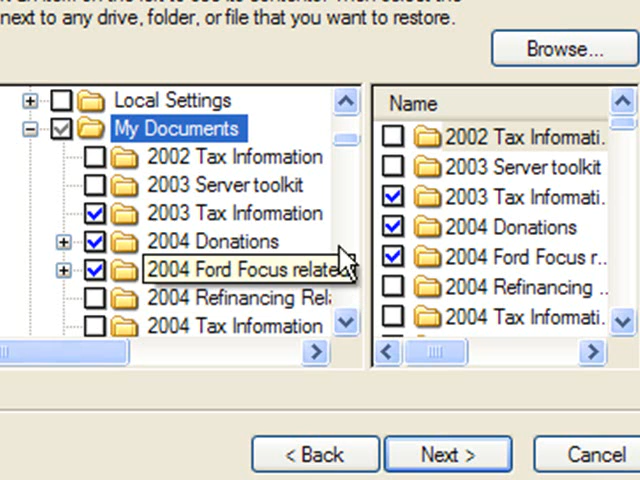 next to any drive, folder, or file that you want to restore.
Browse...
Local Settings
My Documents
2002 Tax Information
2003 Server toolkit
2003 Tax Information
2004 Donations
2004 Ford Focus related
2004 Refinancing Rel
2004 Tax Information
Name
2002 Tax Informati.
2003 Server toolkit
2003 Tax Informati.
2004 Donations
2004 Ford Focus r...
2004 Refinancing ..
2004 Tax Informati.
< Back
Next >
Cancel